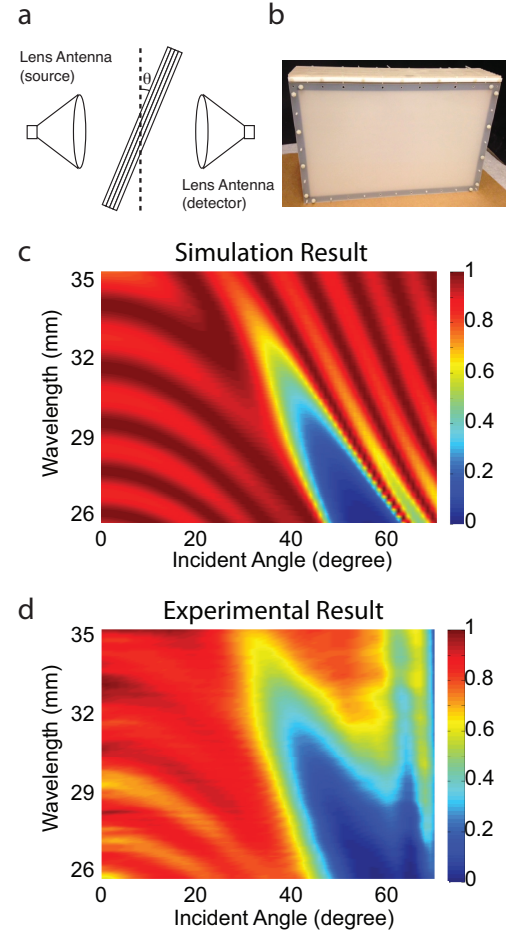 a
Lens Antenna
(source)
θ
Lens Antenna
(detector)
b
c
Simulation Result
Wavelength (mm)
35
32
29
26
0
20
40
60
Incident Angle (degree)
1
0.8
0.6
0.4
0.2
0
d
Experimental Result
Wavelength (mm)
35
32
29
26
0
20
40
60
Incident Angle (degree)
1
0.8
0.6
0.4
0.2
0